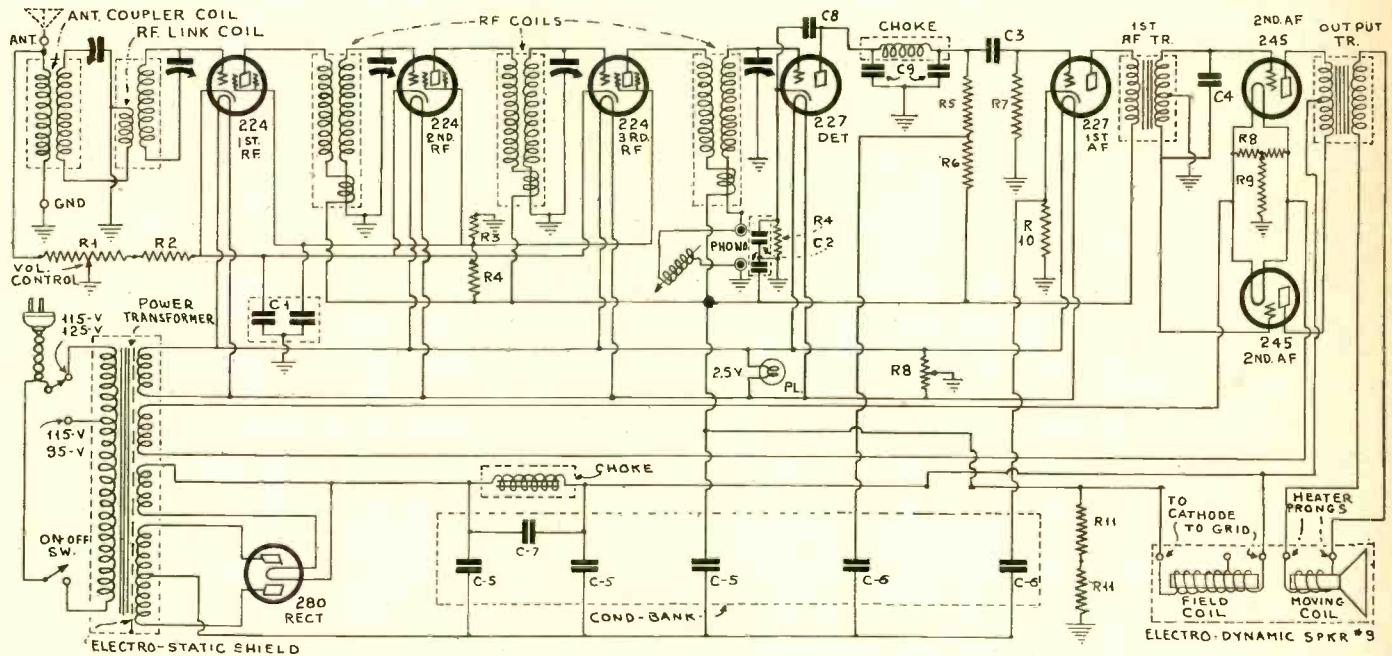 ANT. COUPLER COIL
RF. LINK COIL
ANT.
GND
R1
R2
VOL.
CONTROL
224
1ST.
RF
RF COILS
224
2ND.
RF
224
3RD.
RF
R3
R4
C8
227
DET
CHOKE
C9
PHONO
R4
C2
C3
R5
R6
R7
R
10
227
1ST
AF
1ST
RF TR.
C4
2ND. AF
245
R8
R9
245
2ND. AF
OUTPUT
TR.
115-V
125-V
POWER
TRANSFORMER
C1
115-V
95-V
ON-OFF
SW.
2.5V
PL.
R8
280
RECT
ELECTRO-STATIC SHIELD
CHOKE
C-7
C-5
C-5
C-5
C-6
C-6
COND-BANK
R11
R11
TO
CATHODE
TO GRID
HEATER
PRONGS
FIELD
COIL
MOVING
COIL
ELECTRO-DYNAMIC SPKR #9